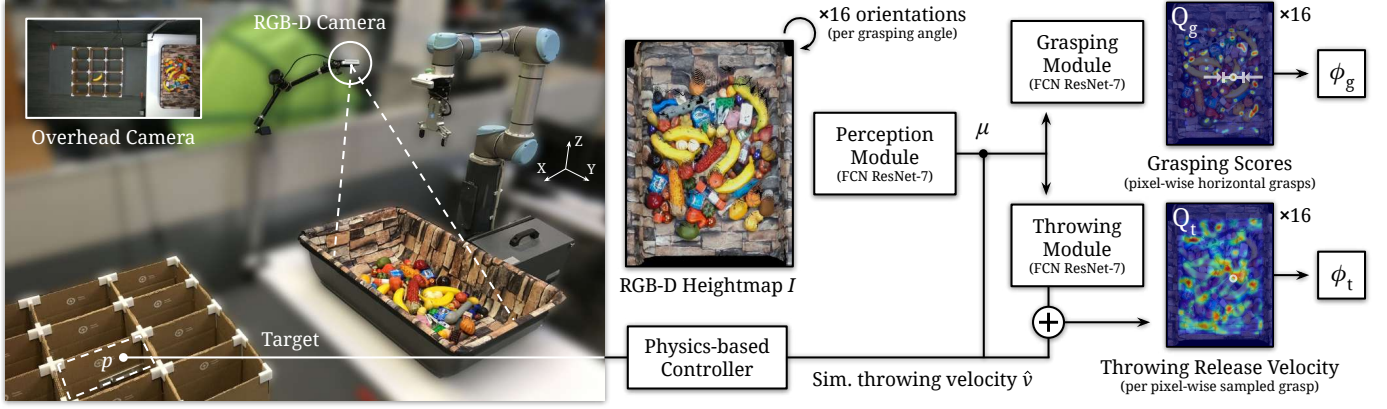 Overhead Camera
RGB-D Camera
Z
X
Y
p
Target
×16 orientations
(per grasping angle)
RGB-D Heightmap I
Physics-based
Controller
Sim. throwing velocity v̂
Perception
Module
(FCN ResNet-7)
μ
Grasping
Module
(FCN ResNet-7)
Throwing
Module
(FCN ResNet-7)
+
Qg
×16
ϕg
Grasping Scores
(pixel-wise horizontal grasps)
Qt
×16
ϕt
Throwing Release Velocity
(per pixel-wise sampled grasp)